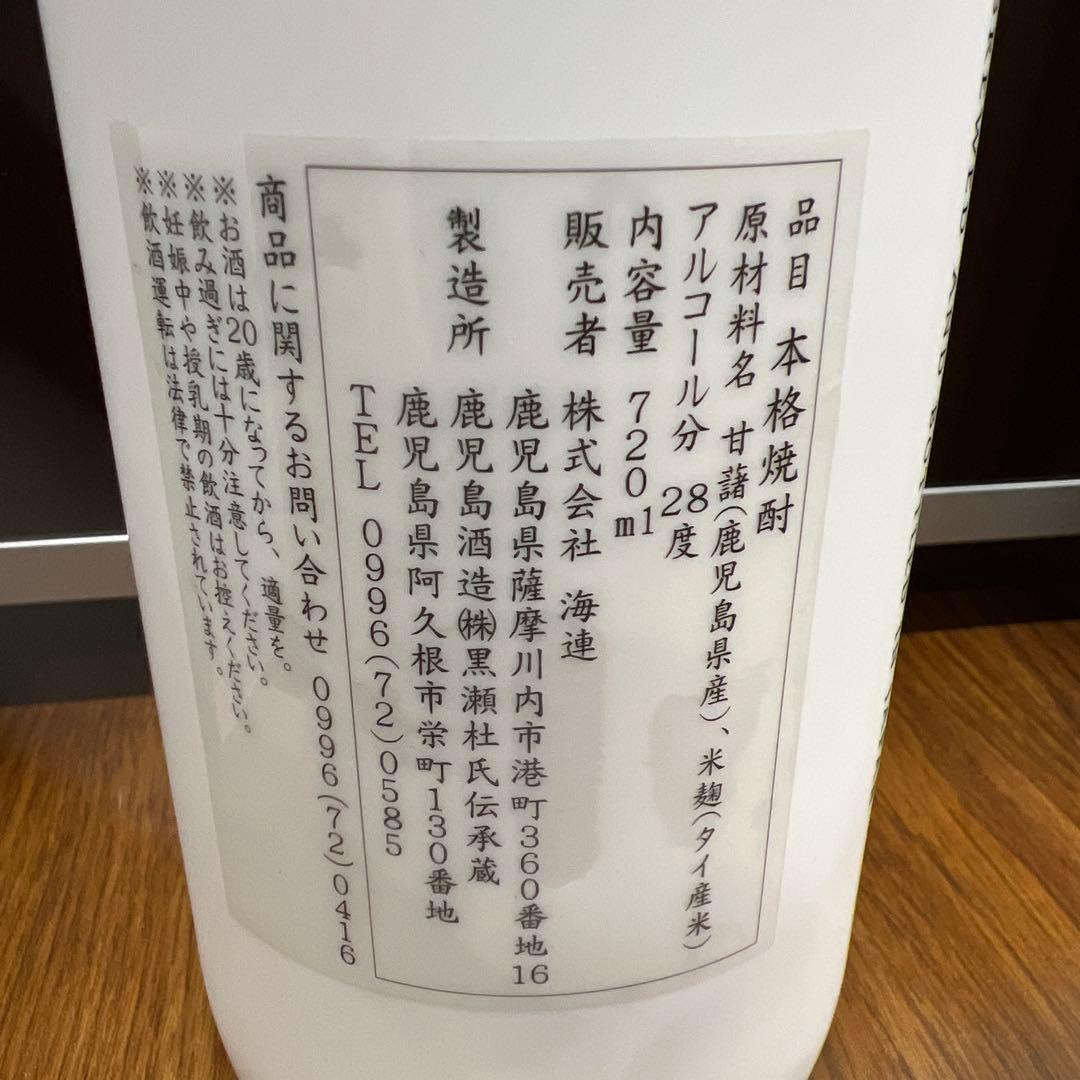 品目 本格焼酎
原材料名 甘藷(鹿児島県産)、米麹(タイ産米)
アルコール分 28度
内容量 720ml
販売者 株式会社 海連
鹿児島県薩摩川内市港町360番地16
製造所 鹿児島酒造㈱黒瀬杜氏伝承蔵
鹿児島県阿久根市栄町130番地
TEL 0996(72)0585
商品に関するお問い合わせ 0996(72)0416
※お酒は20歳になってから、適量を。
※飲み過ぎには十分注意してください。
※妊娠中や授乳期の飲酒はお控えください。
※飲酒運転は法律で禁止されています。